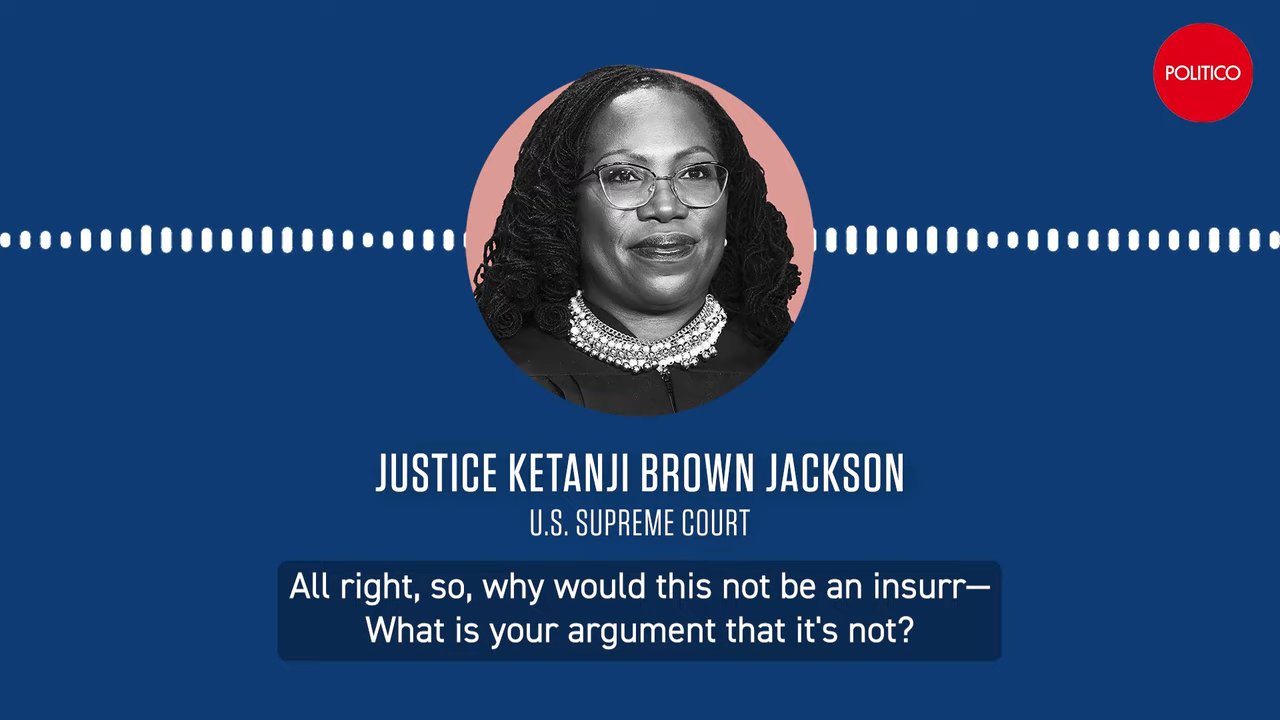 POLITICO
JUSTICE KETANJI BROWN JACKSON
U.S. SUPREME COURT
All right, so, why would this not be an insurr—
What is your argument that it's not?